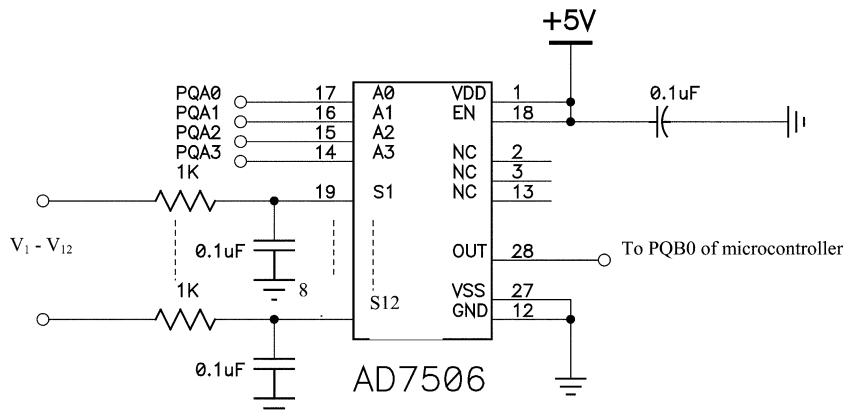 +5V
PQA0 17 A0 VDD 1 0.1uF
PQA1 16 A1 EN 18
PQA2 15 A2
PQA3 14 A3 NC 2
1K NC 3
19 S1 NC 13
V1 - V12 0.1uF OUT 28 To PQB0 of microcontroller
1K 8 S12 VSS 27
GND 12
0.1uF
AD7506